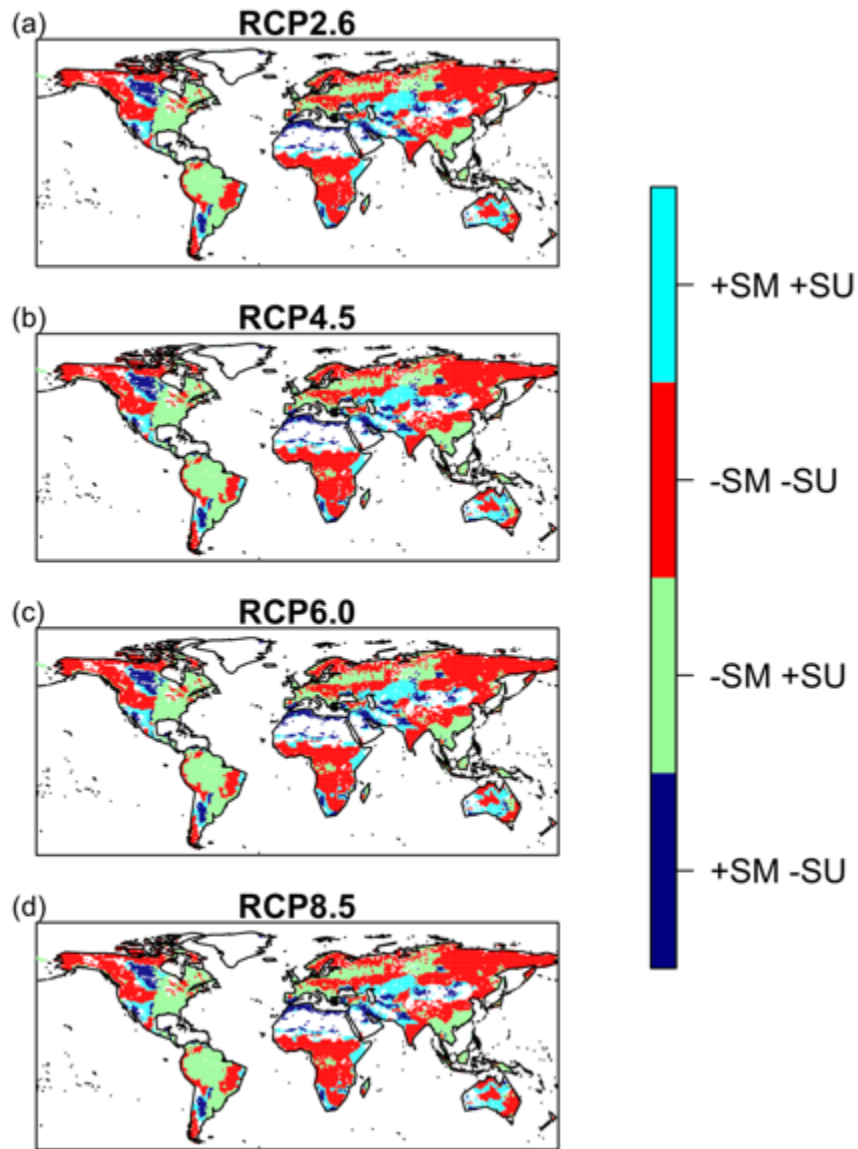 (a) RCP2.6
(b) RCP4.5
(c) RCP6.0
(d) RCP8.5
+SM +SU
-SM -SU
-SM +SU
+SM -SU